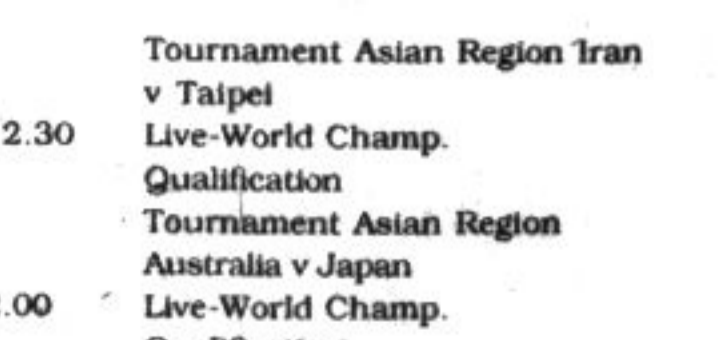 Tournament Asian Region Iran
v Taipei
2.30 Live-World Champ.
Qualification
Tournament Asian Region
Australia v Japan
.00 Live-World Champ.